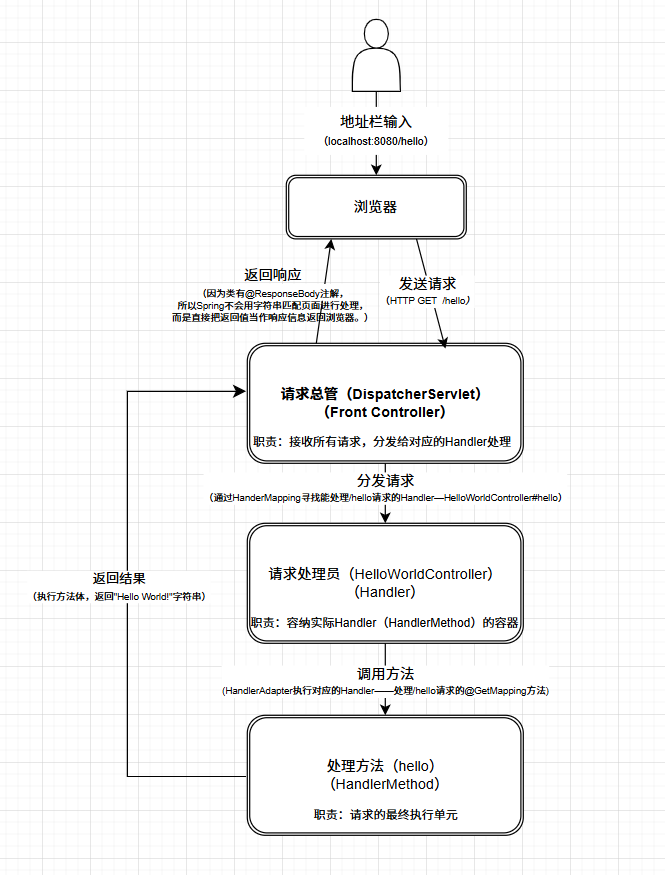 地址栏输入
（localhost:8080/hello）
浏览器
返回响应
（因为类有@ResponseBody注解，
所以Spring不会用字符串匹配页面进行处理，
而是直接把返回值当作响应信息返回浏览器。）
发送请求
（HTTP GET /hello）
请求总管（DispatcherServlet）
（Front Controller）
职责：接收所有请求，分发给对应的Handler处理
分发请求
（通过HanderMapping寻找能处理/hello请求的Handler—HelloWorldController#hello）
请求处理员（HelloWorldController）
（Handler）
职责：容纳实际Handler（HandlerMethod）的容器
返回结果
（执行方法体，返回"Hello World!"字符串）
调用方法
(HandlerAdapter执行对应的Handler——处理/hello请求的@GetMapping方法)
处理方法（hello）
（HandlerMethod）
职责：请求的最终执行单元